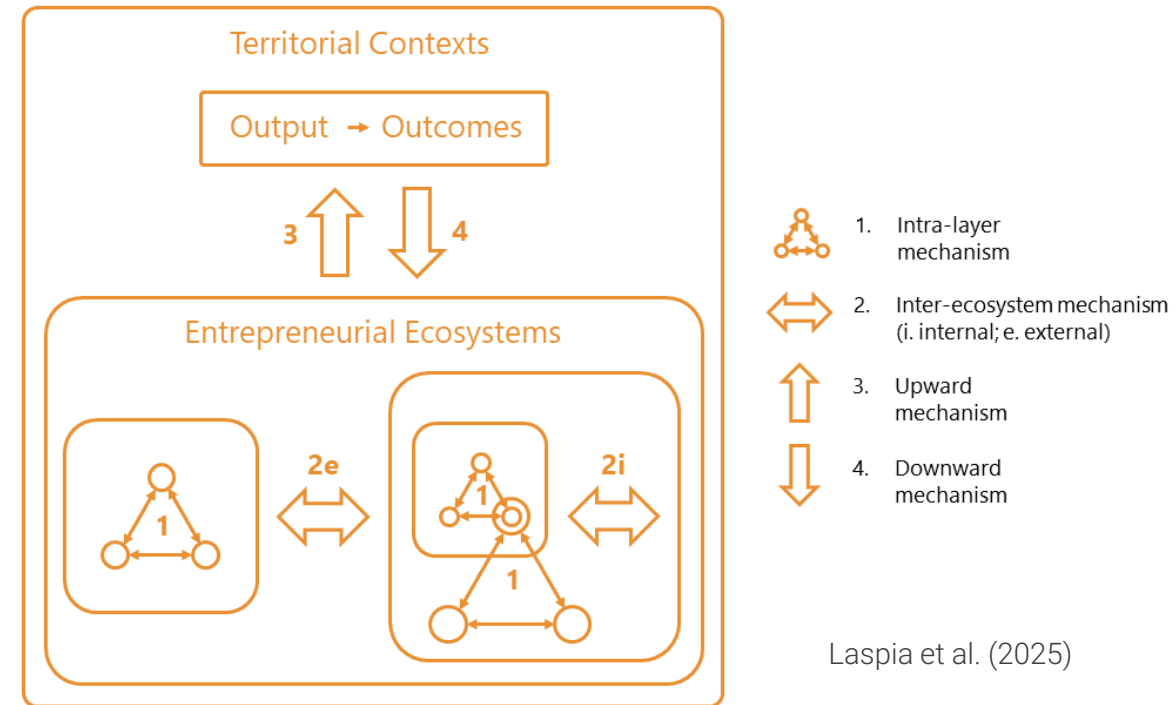 Territorial Contexts
Output → Outcomes
3
4
Entrepreneurial Ecosystems
1
2e
1
2i
1
1. Intra-layer
mechanism
2. Inter-ecosystem mechanism
(i. internal; e. external)
3. Upward
mechanism
4. Downward
mechanism
Laspia et al. (2025)